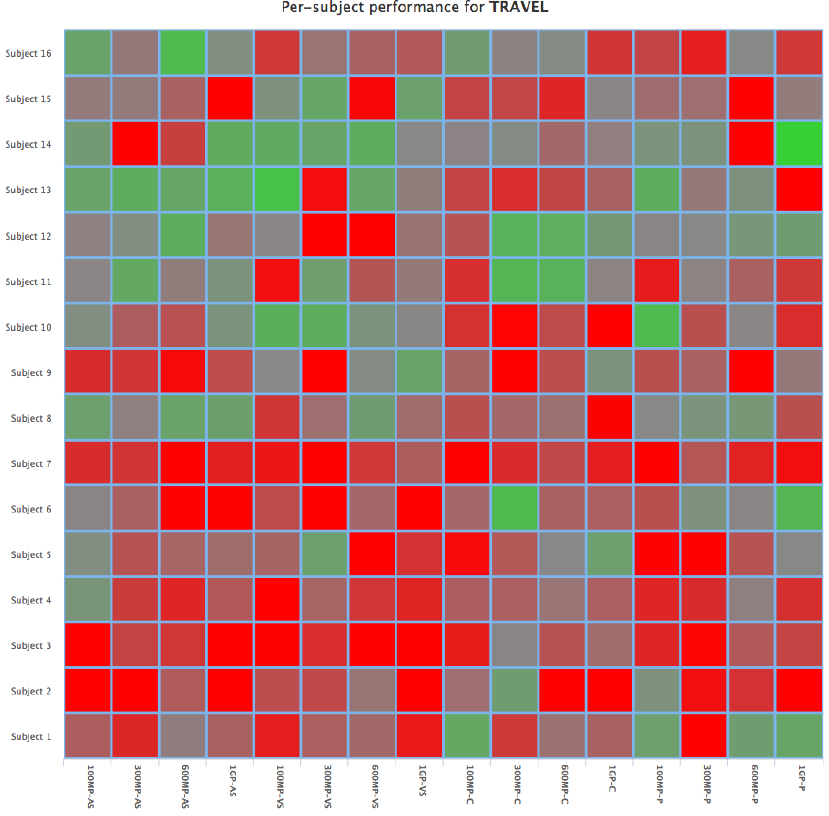 Per-subject performance for TRAVEL
Subject 16
Subject 15
Subject 14
Subject 13
Subject 12
Subject 11
Subject 10
Subject 9
Subject 8
Subject 7
Subject 6
Subject 5
Subject 4
Subject 3
Subject 2
Subject 1
100MP-AS
300MP-AS
600MP-AS
1GP-AS
100MP-VS
300MP-VS
600MP-VS
1GP-VS
100MP-C
300MP-C
600MP-C
1GP-C
100MP-P
300MP-P
600MP-P
1GP-P